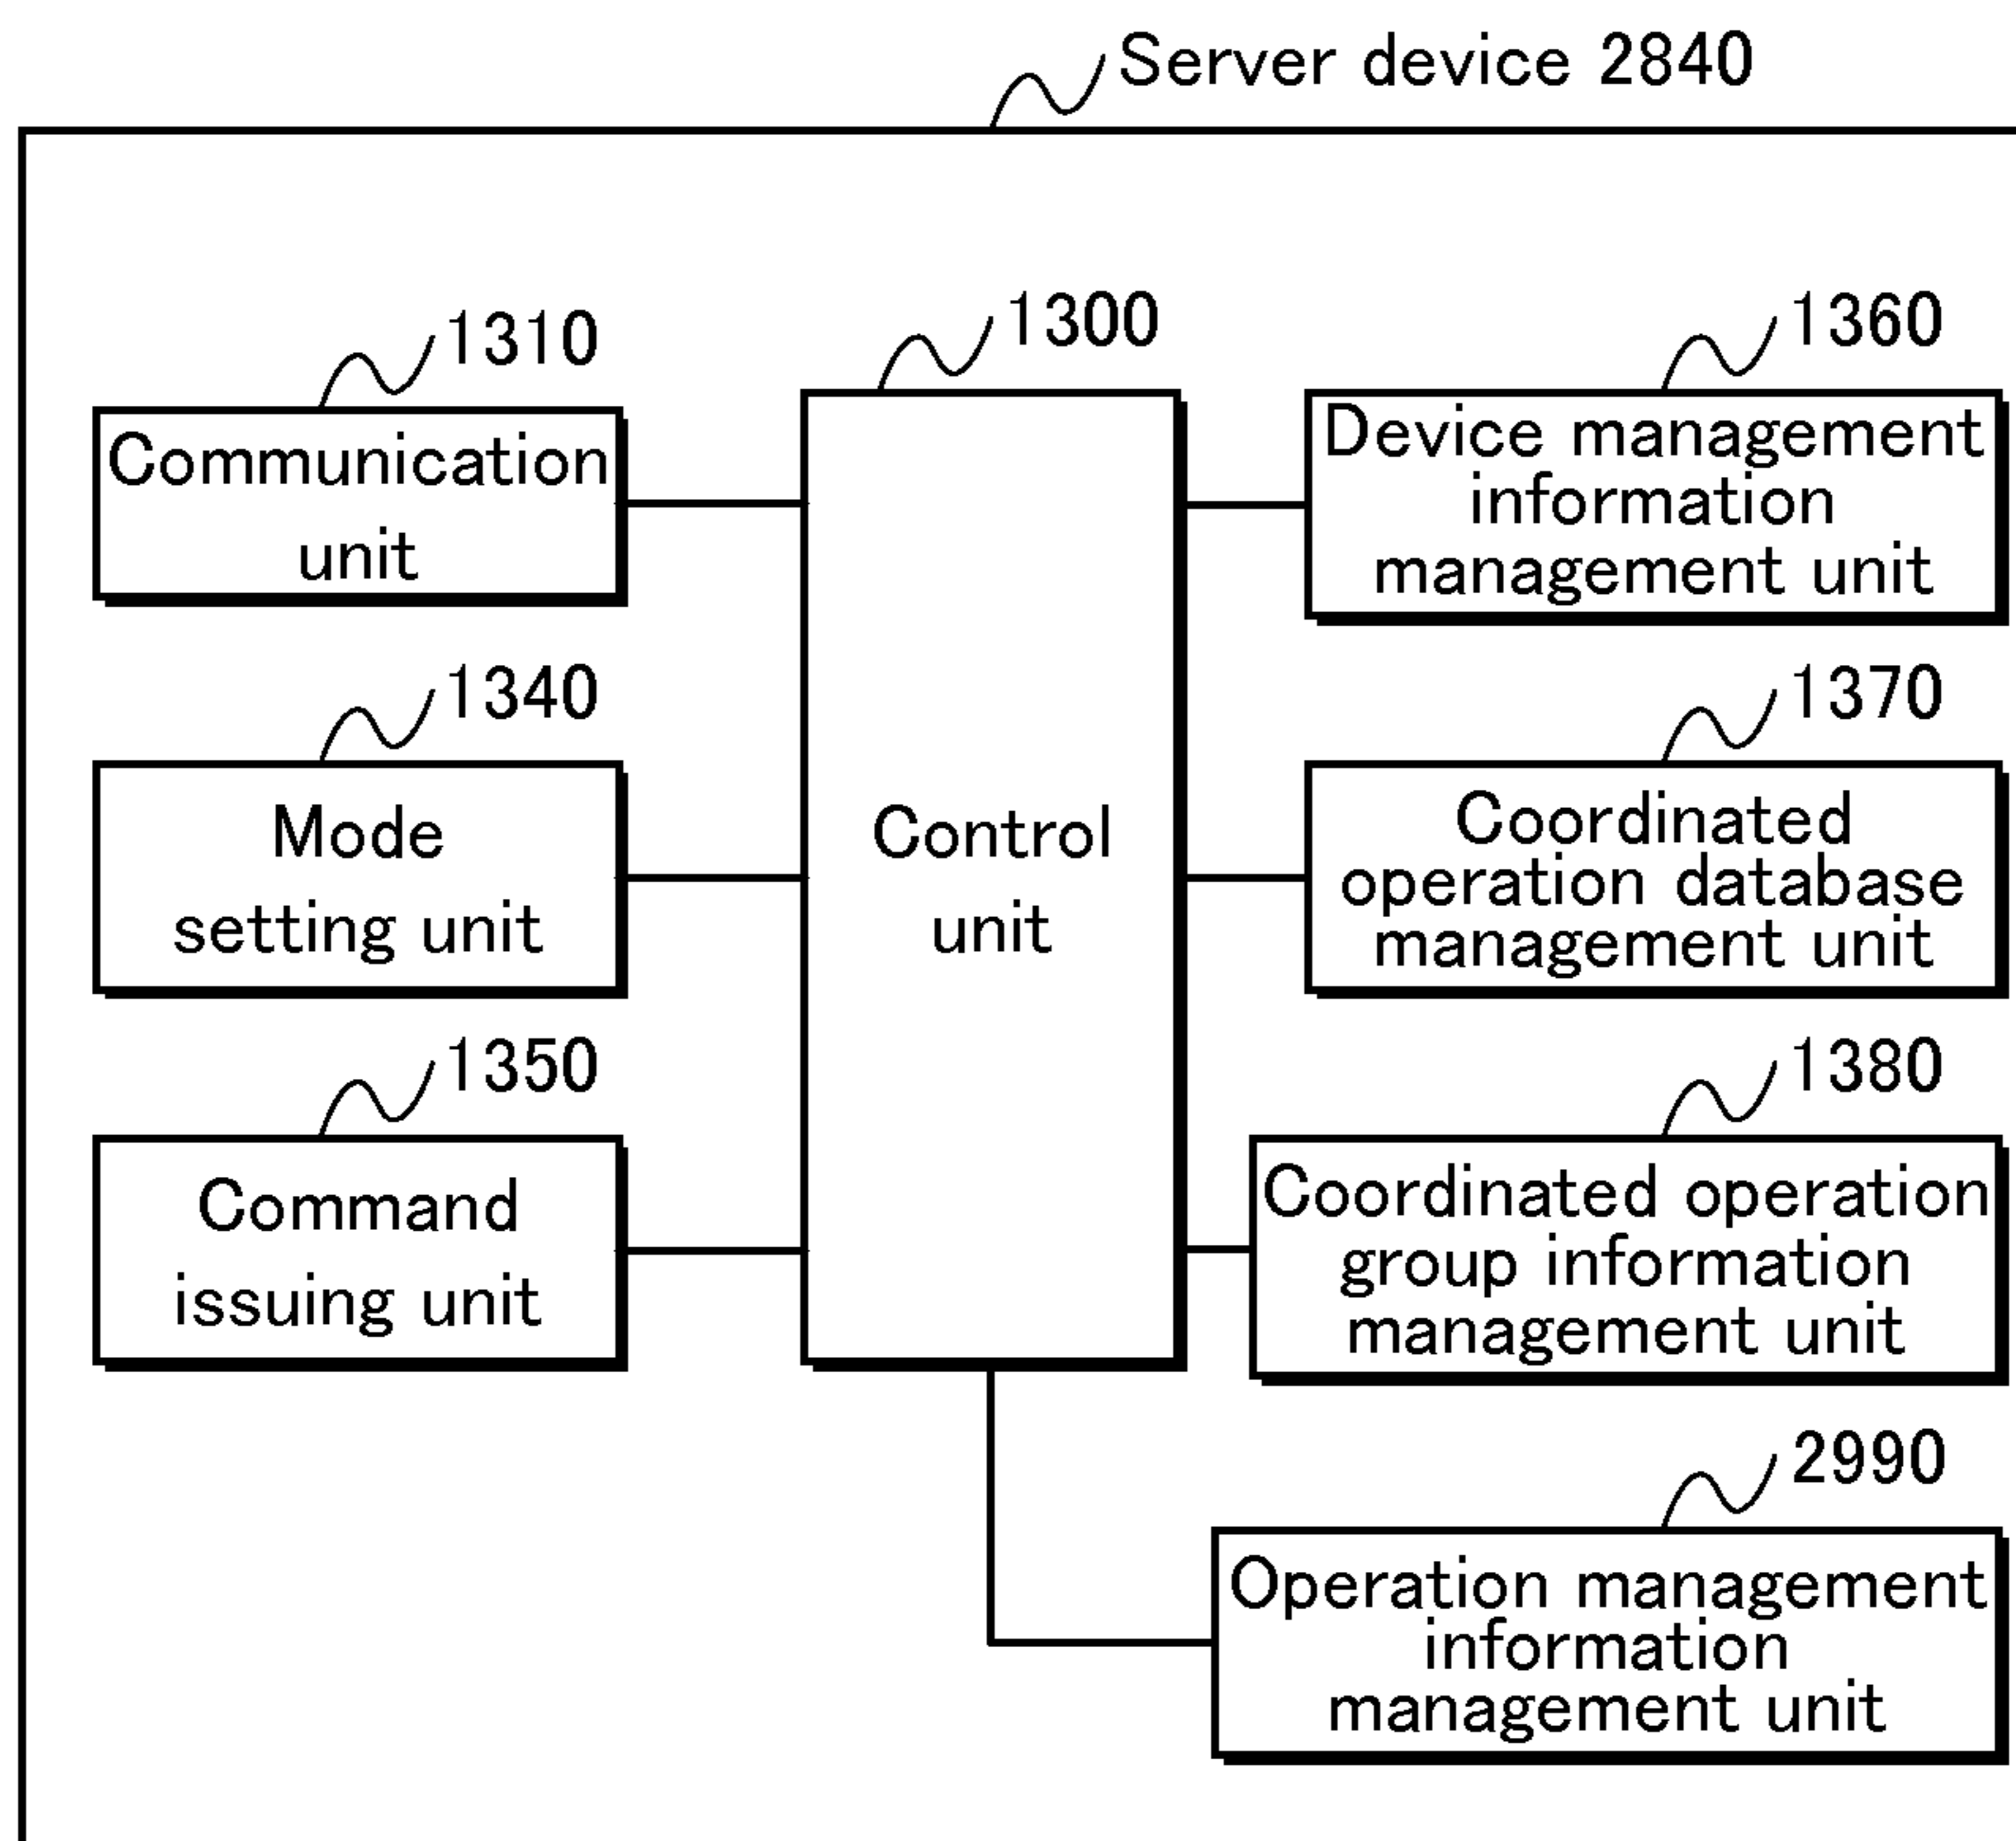 Server device 2840
1310
Communication
unit
1340
Mode
setting unit
1350
Command
issuing unit
1300
Control
unit
1360
Device management
information
management unit
1370
Coordinated
operation database
management unit
1380
Coordinated operation
group information
management unit
2990
Operation management
information
management unit